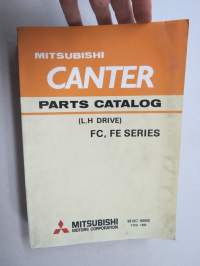 MITSUBISHI
CANTER
PARTS CATALOG
(L.H DRIVE)
FC, FE SERIES
MITSUBISHI
MOTORS CORPORATION